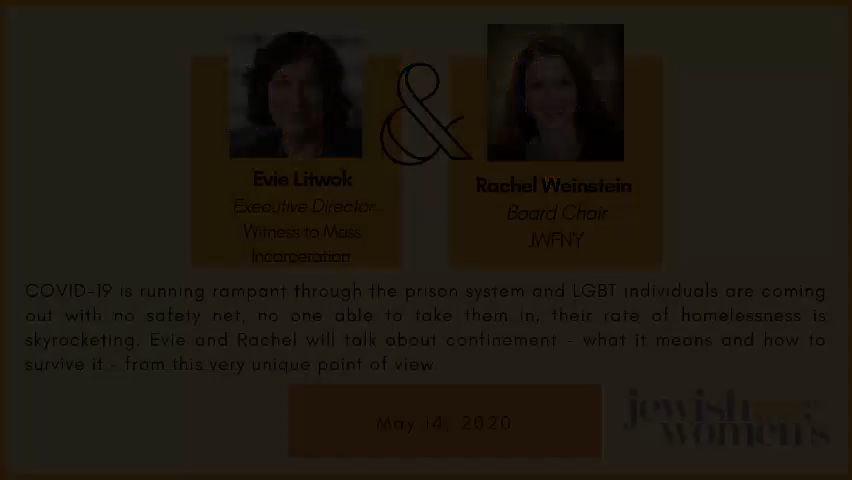 &
Evie Litwok
Executive Director
Witness to Mass
Incarceration
Rachel Weinstein
Board Chair
JWFNY
COVID-19 is running rampant through the prison system and LGBT individuals are coming
out with no safety net, no one able to take them in, their rate of homelessness is
skyrocketing. Evie and Rachel will talk about confinement - what it means and how to
survive it - from this very unique point of view.
May 14, 2020
jewish
women's